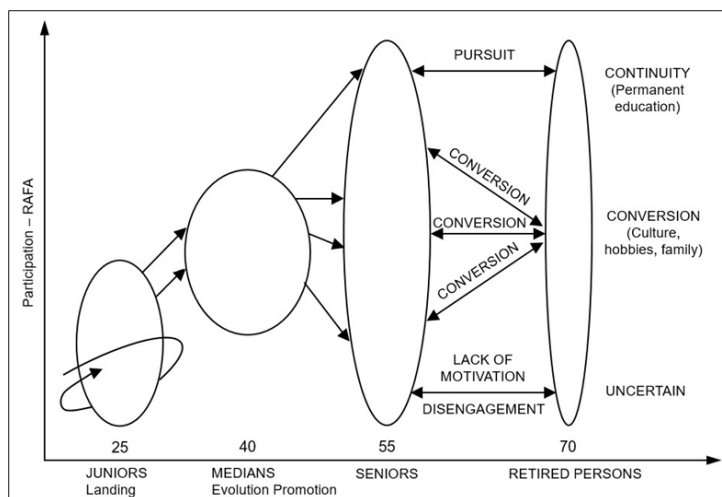 Participation – RAFA
PURSUIT
CONTINUITY
(Permanent
education)
CONVERSION
CONVERSION
CONVERSION
CONVERSION
(Culture,
hobbies, family)
LACK OF
MOTIVATION
DISENGAGEMENT
UNCERTAIN
25
40
55
70
JUNIORS
Landing
MEDIANS
Evolution Promotion
SENIORS
RETIRED PERSONS